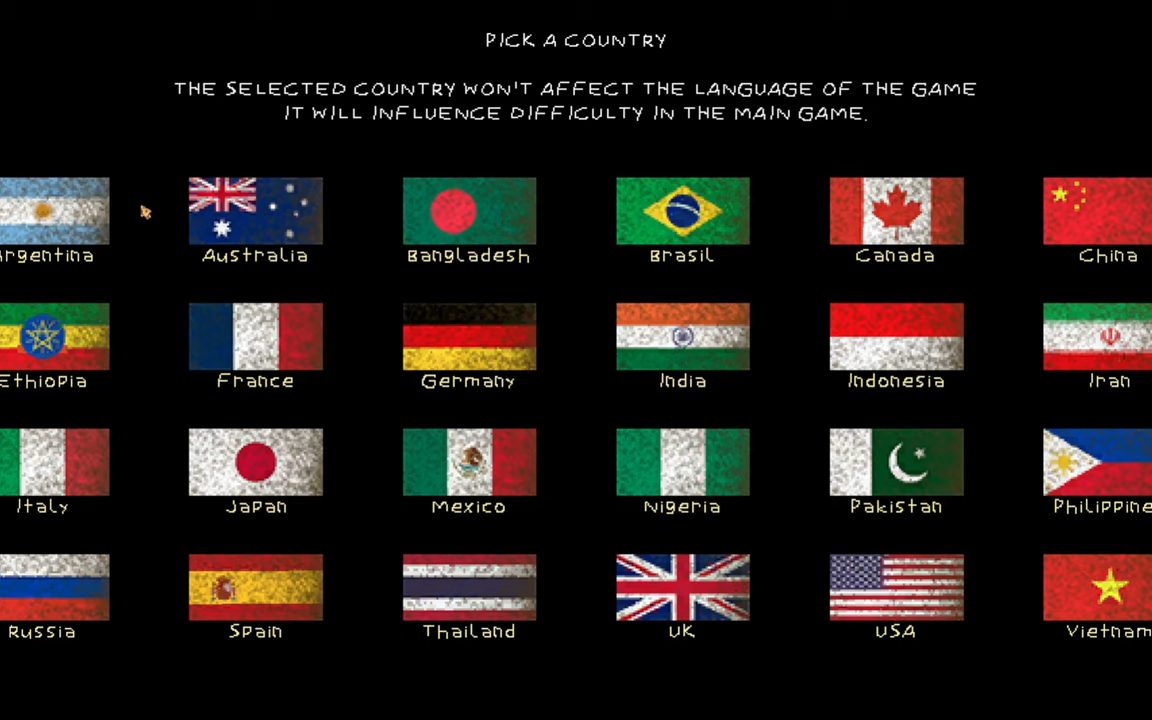 PICK A COUNTRY
THE SELECTED COUNTRY WON'T AFFECT THE LANGUAGE OF THE GAME
IT WILL INFLUENCE DIFFICULTY IN THE MAIN GAME.
Argentina Australia Bangladesh Brasil Canada China
Ethiopia France Germany India Indonesia Iran
Italy Japan Mexico Nigeria Pakistan Philippine
Russia Spain Thailand UK USA Vietnam